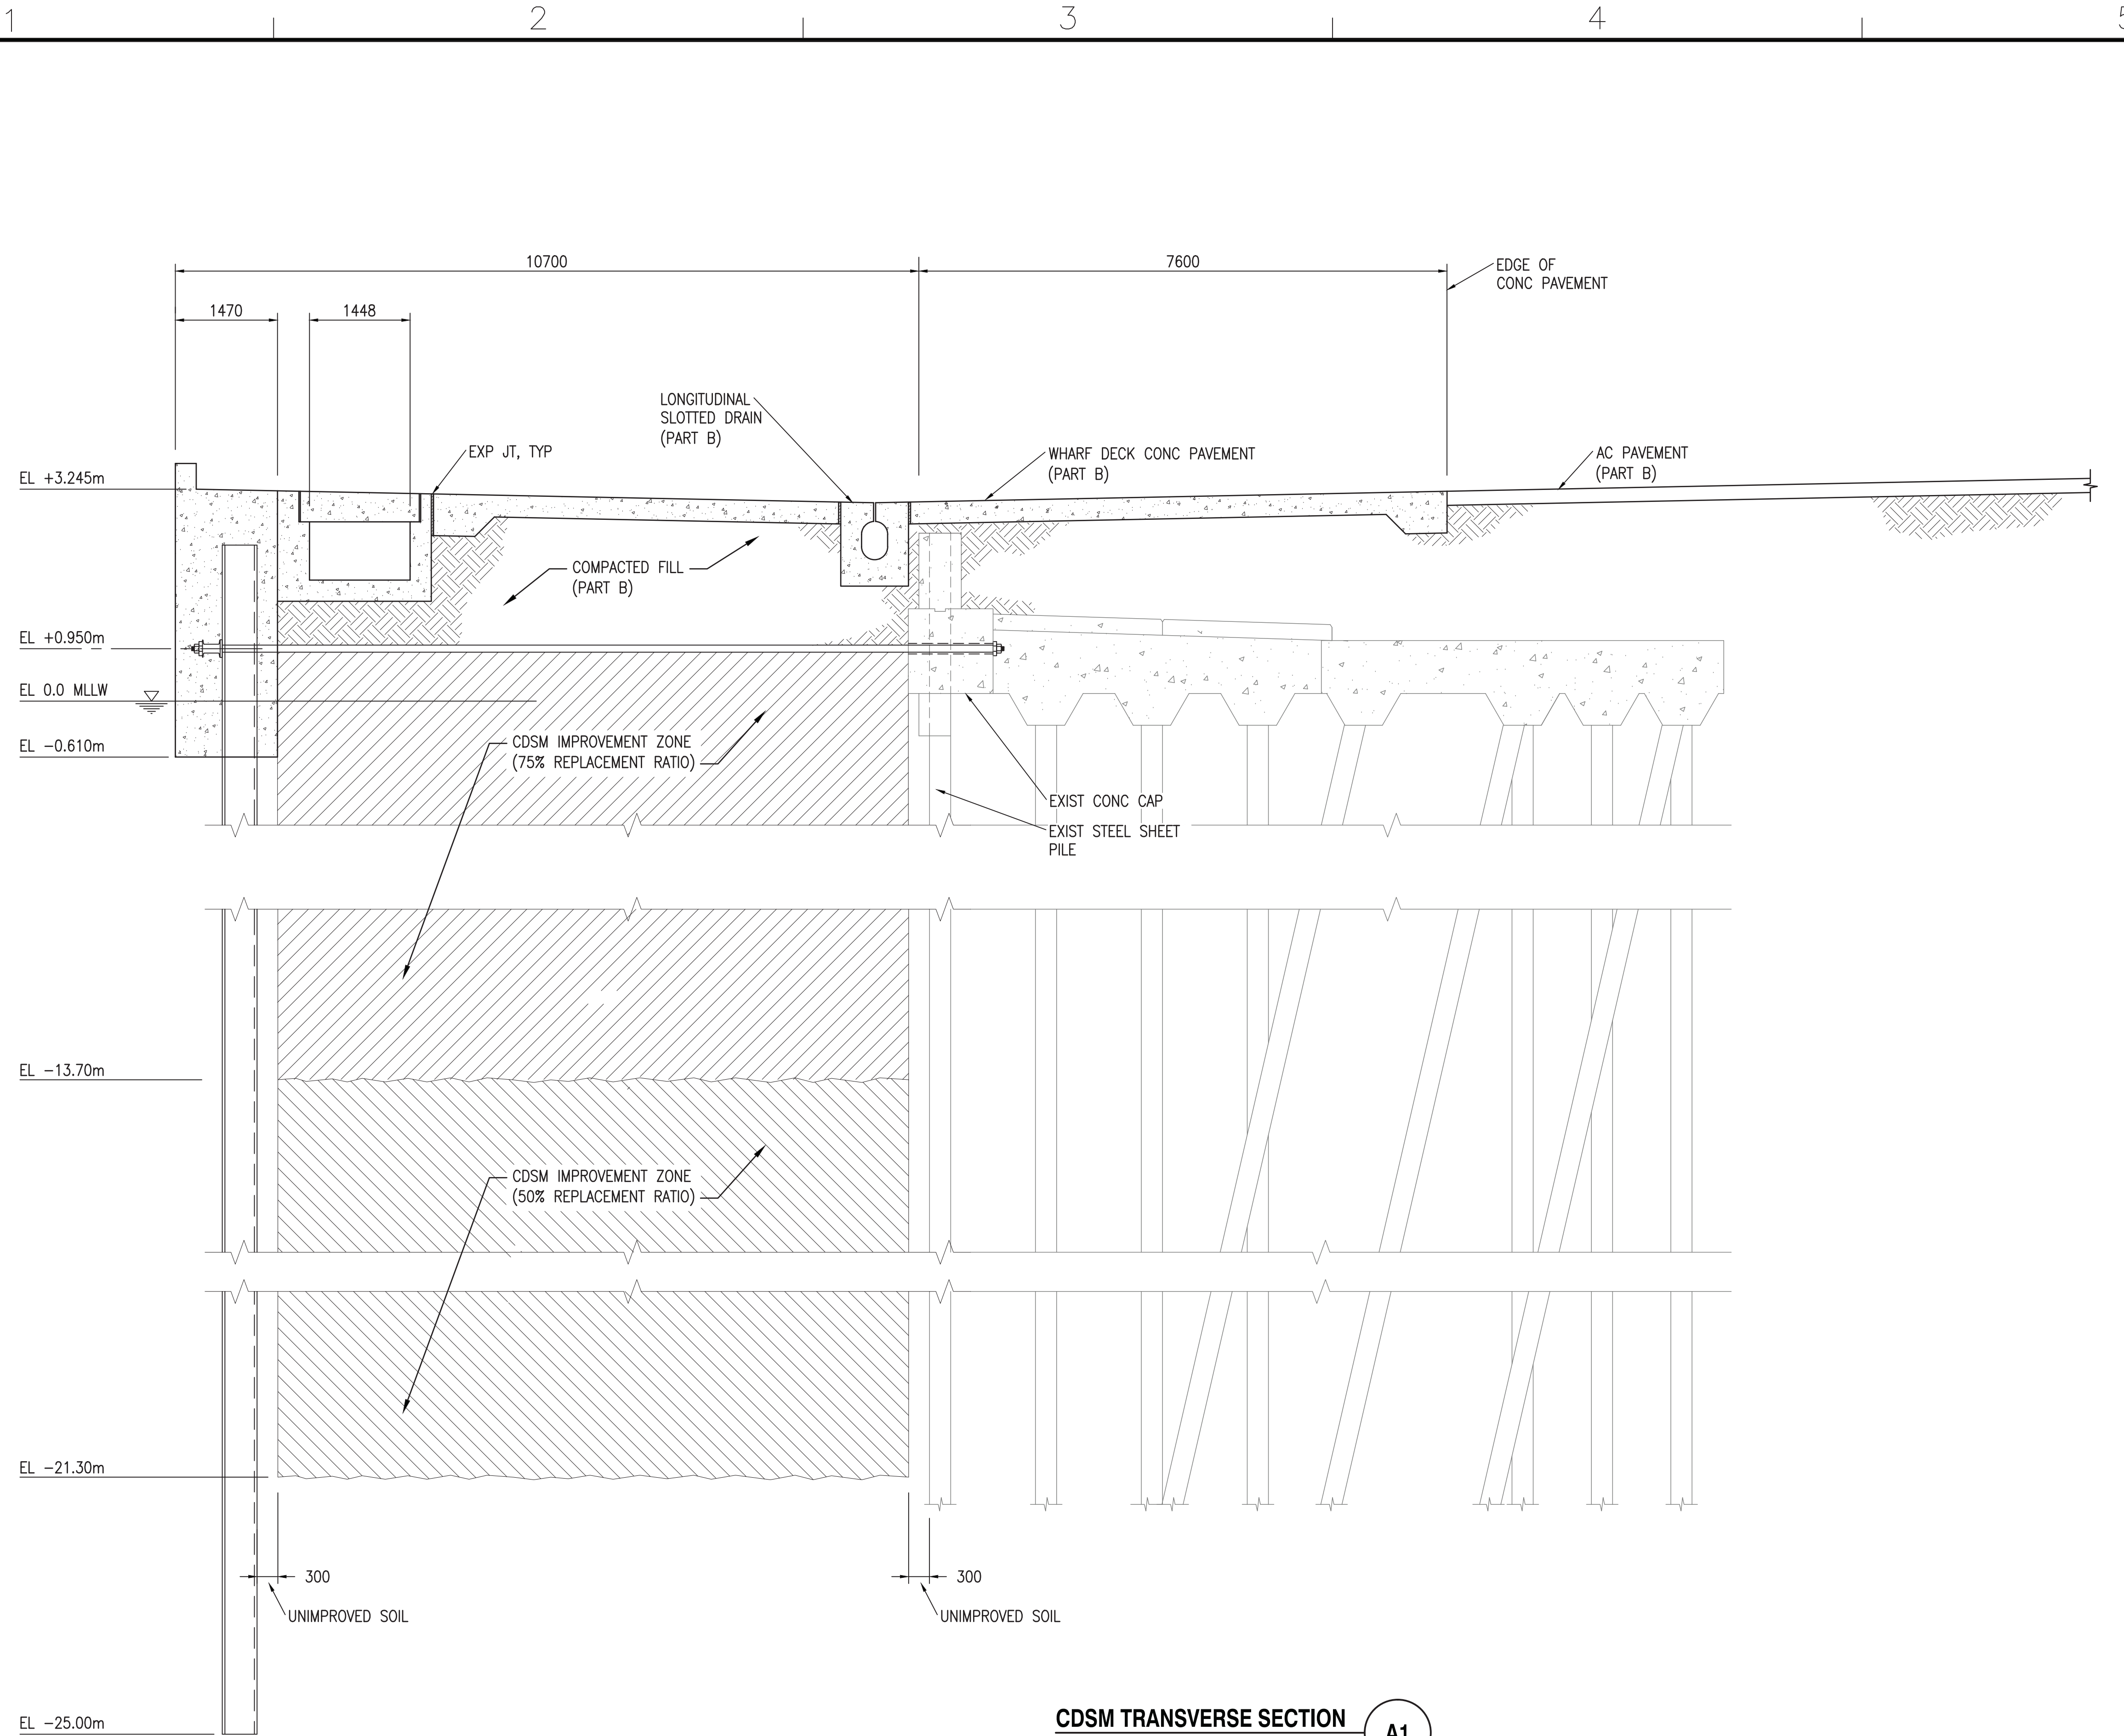 1
2
3
4
10700
7600
EDGE OF
CONC PAVEMENT
1470
1448
LONGITUDINAL
SLOTTED DRAIN
(PART B)
EXP JT, TYP
WHARF DECK CONC PAVEMENT
(PART B)
AC PAVEMENT
(PART B)
EL +3.245m
COMPACTED FILL
(PART B)
EL +0.950m
EL 0.0 MLLW
EL -0.610m
CDSM IMPROVEMENT ZONE
(75% REPLACEMENT RATIO)
EXIST CONC CAP
EXIST STEEL SHEET
PILE
EL -13.70m
CDSM IMPROVEMENT ZONE
(50% REPLACEMENT RATIO)
EL -21.30m
300
300
UNIMPROVED SOIL
UNIMPROVED SOIL
EL -25.00m
CDSM TRANSVERSE SECTION
A1